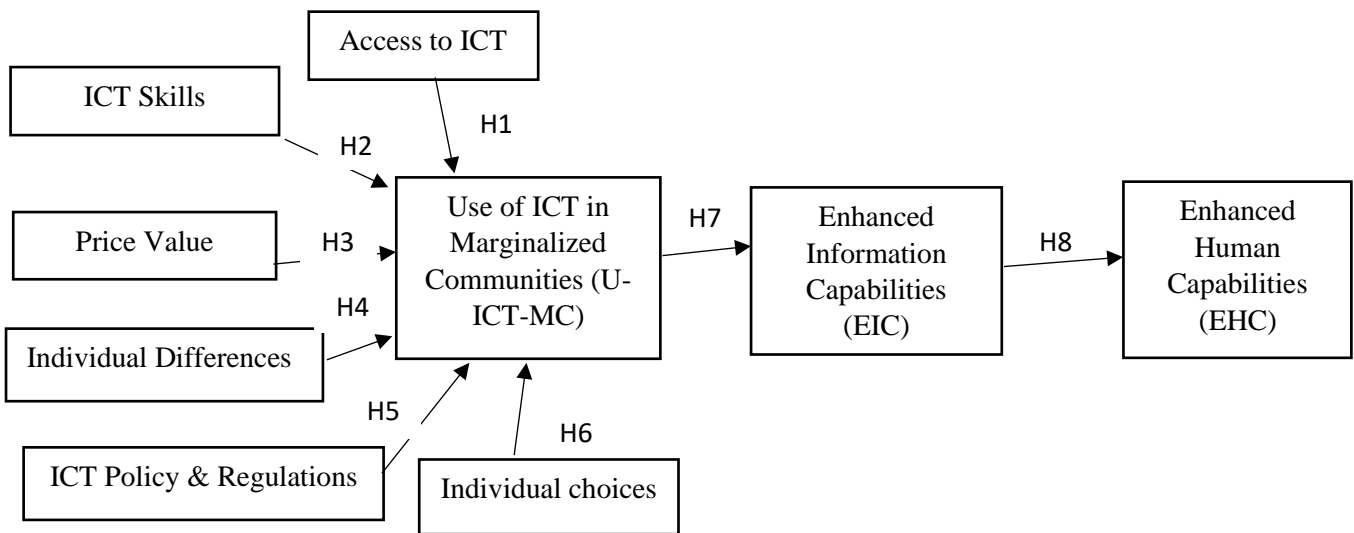 Access to ICT
ICT Skills
H1
H2
Use of ICT in
Marginalized
Communities (U-
ICT-MC)
Price Value
H3
H4
Individual Differences
H5
ICT Policy & Regulations
H6
Individual choices
H7
Enhanced
Information
Capabilities
(EIC)
H8
Enhanced
Human
Capabilities
(EHC)